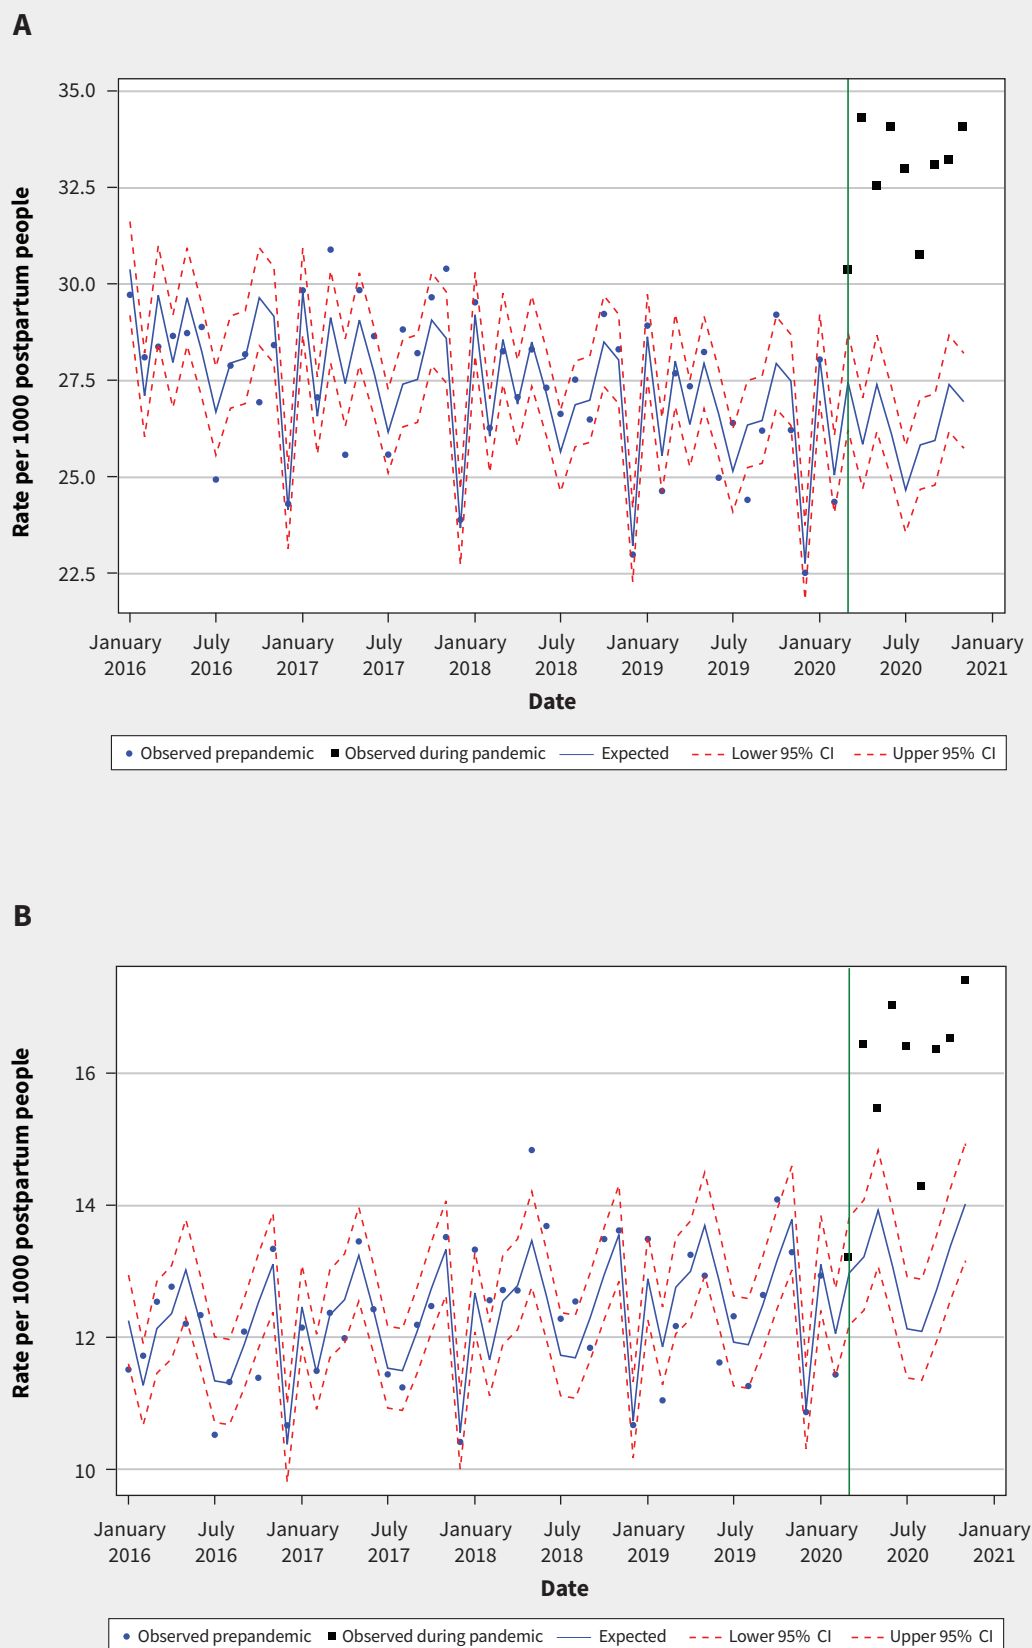 A
Rate per 1000 postpartum people
35.0
32.5
30.0
27.5
25.0
22.5
January 2016
July 2016
January 2017
July 2017
January 2018
July 2018
January 2019
July 2019
January 2020
July 2020
January 2021
Date
Observed prepandemic Observed during pandemic Expected Lower 95% CI Upper 95% CI
B
Rate per 1000 postpartum people
16
14
12
10
January 2016
July 2016
January 2017
July 2017
January 2018
July 2018
January 2019
July 2019
January 2020
July 2020
January 2021
Date
Observed prepandemic Observed during pandemic Expected Lower 95% CI Upper 95% CI